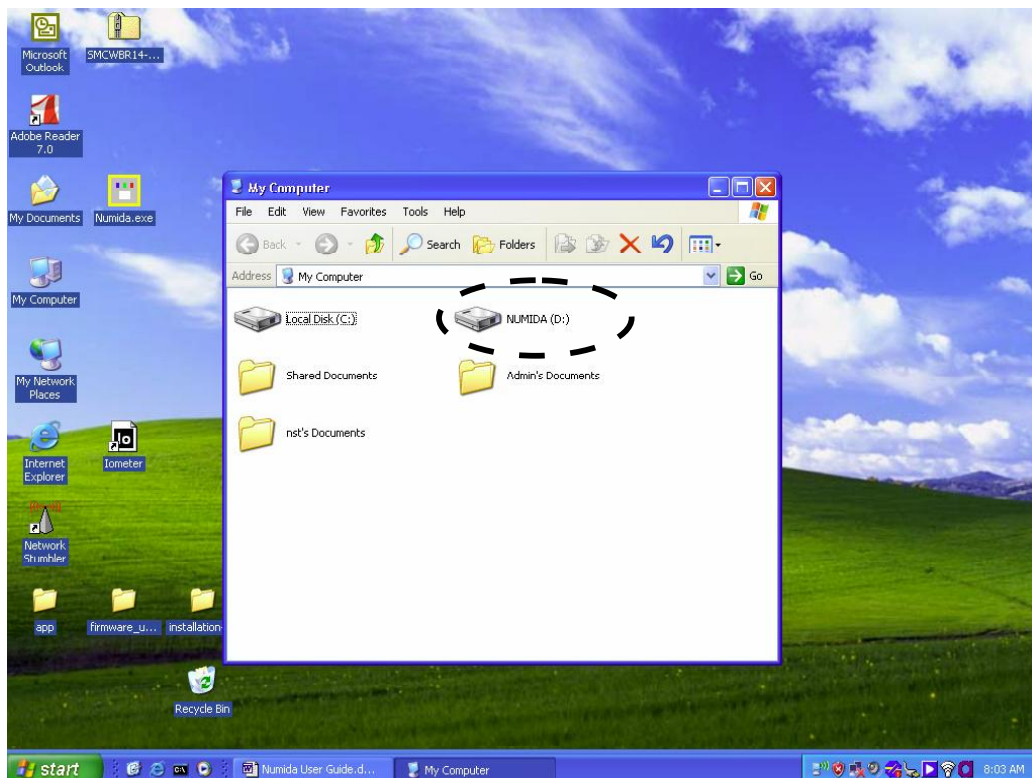 Microsoft
Outlook
SMCWBR14-...
Adobe Reader
7.0
My Documents
Numida.exe
My Computer
My Network
Places
Internet
Explorer
Iometer
Network
Stumbler
app
firmware_u...
installation-
Recycle Bin
My Computer
File Edit View Favorites Tools Help
Back Search Folders
Address My Computer Go
Local Disk (C:)
NUMIDA (D:)
Shared Documents
Admin's Documents
nst's Documents
start
Numida User Guide.d...
My Computer
8:03 AM